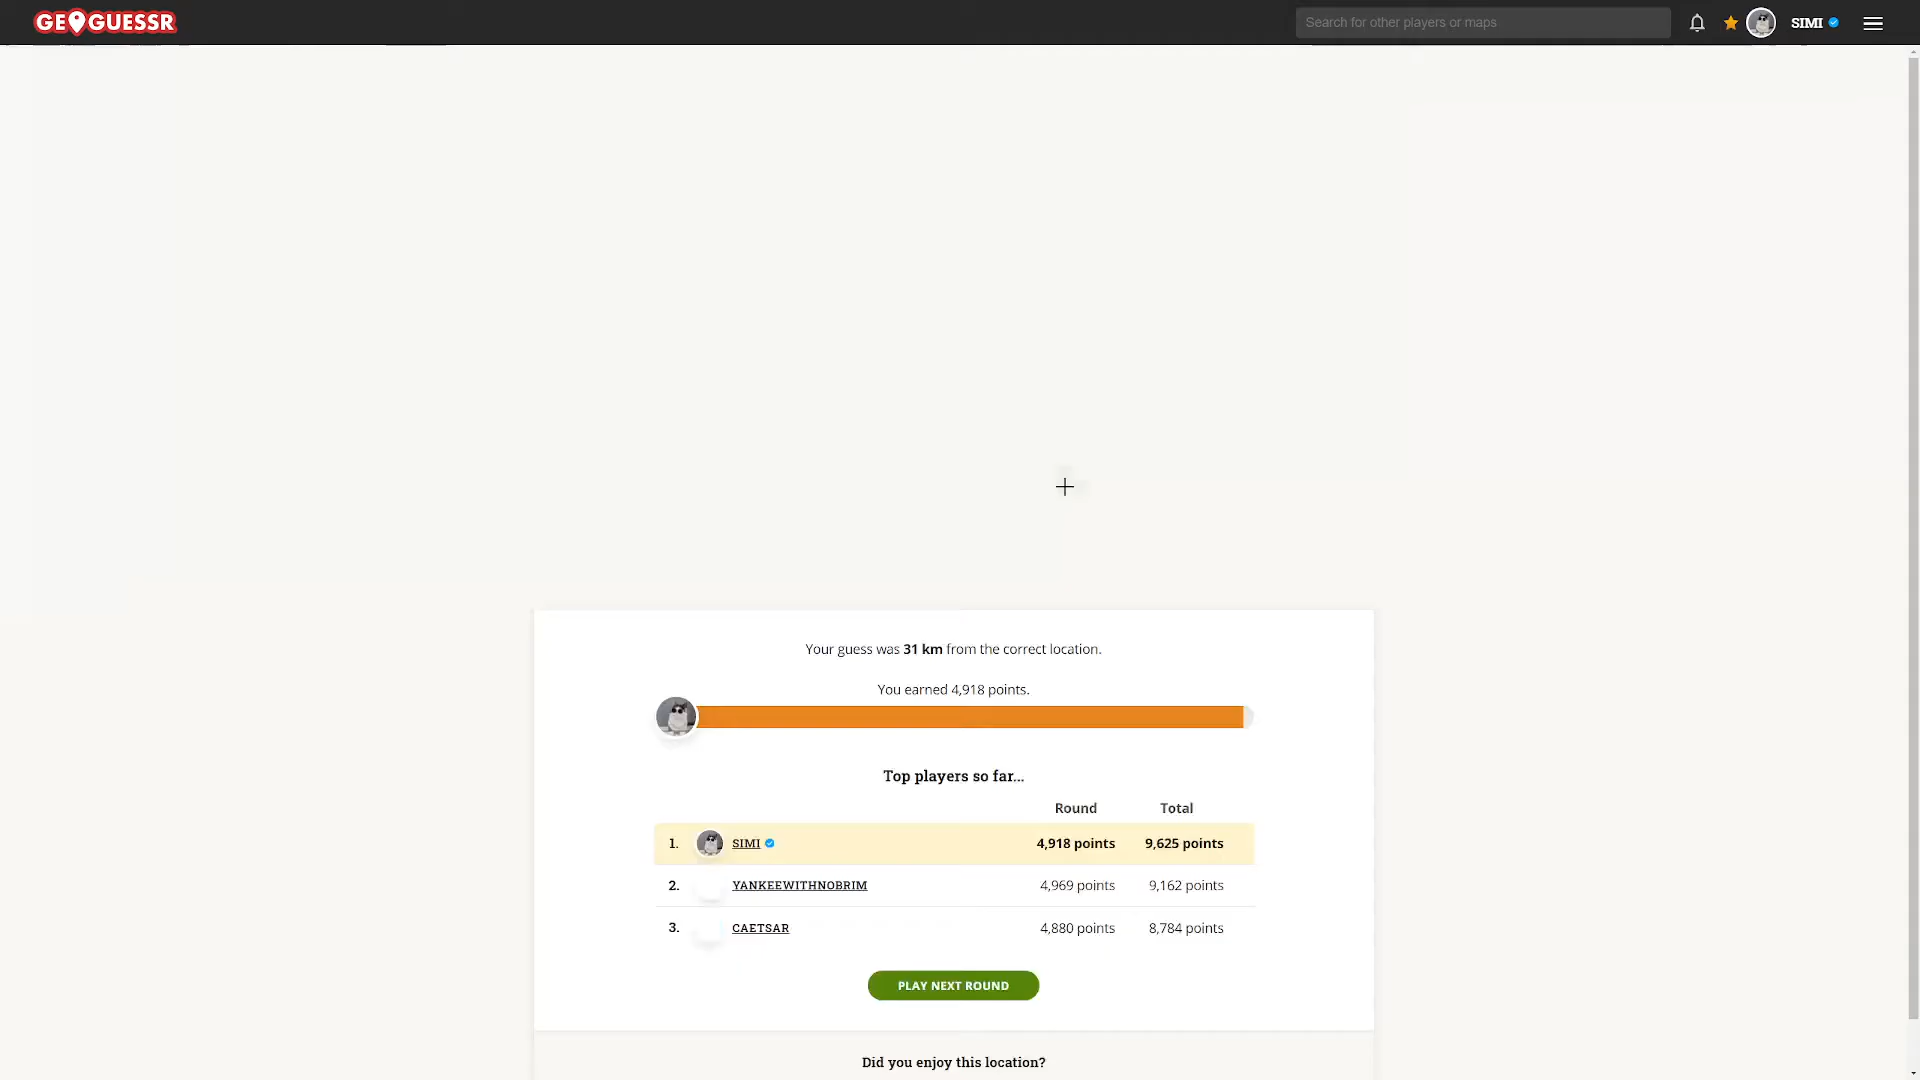 GEOGUESSR
Search for other players or maps
SIMI
Your guess was 31 km from the correct location.
You earned 4,918 points.
Top players so far...
Round Total
1. SIMI 4,918 points 9,625 points
2. YANKEEWITHNOBRIM 4,969 points 9,162 points
3. CAETSAR 4,880 points 8,784 points
PLAY NEXT ROUND
Did you enjoy this location?